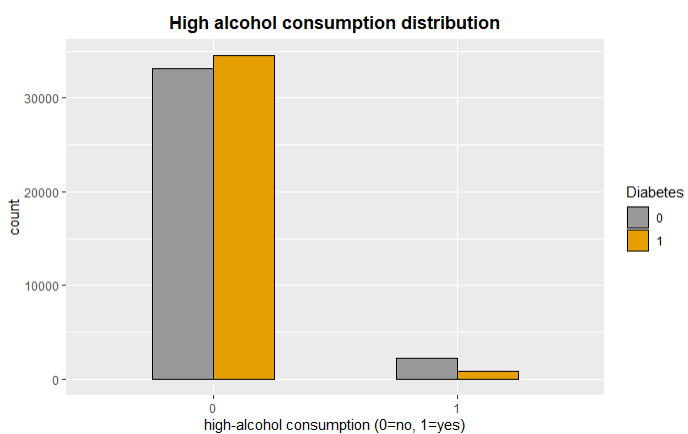 High alcohol consumption distribution
count
30000
20000
10000
0
0
1
high-alcohol consumption (0=no, 1=yes)
Diabetes
0
1